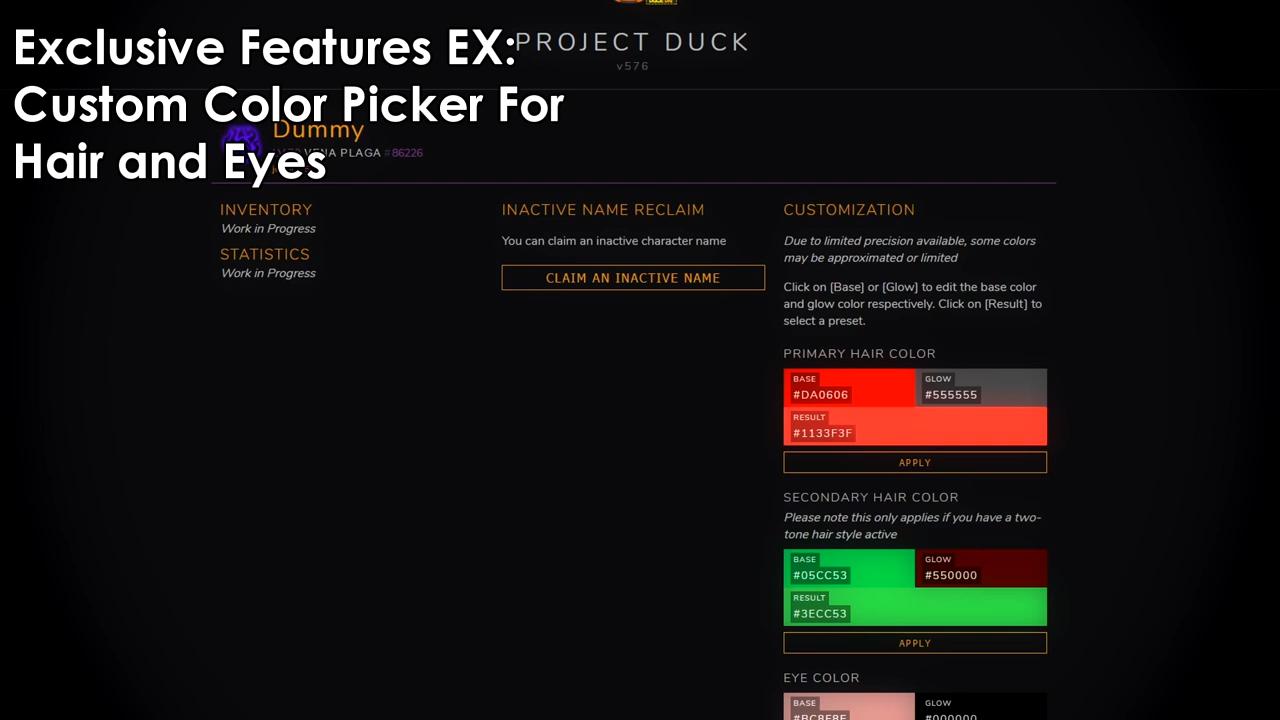 Exclusive Features EX:
Custom Color Picker For
Hair and Eyes
PROJECT DUCK
v576
Dummy
VENA PLAGA #86226
INVENTORY
Work in Progress
STATISTICS
Work in Progress
INACTIVE NAME RECLAIM
You can claim an inactive character name
CLAIM AN INACTIVE NAME
CUSTOMIZATION
Due to limited precision available, some colors
may be approximated or limited
Click on [Base] or [Glow] to edit the base color
and glow color respectively. Click on [Result] to
select a preset.
PRIMARY HAIR COLOR
BASE
#DA0606
GLOW
#555555
RESULT
#1133F3F
APPLY
SECONDARY HAIR COLOR
Please note this only applies if you have a two-
tone hair style active
BASE
#05CC53
GLOW
#550000
RESULT
#3ECC53
APPLY
EYE COLOR
BASE
GLOW
#000000